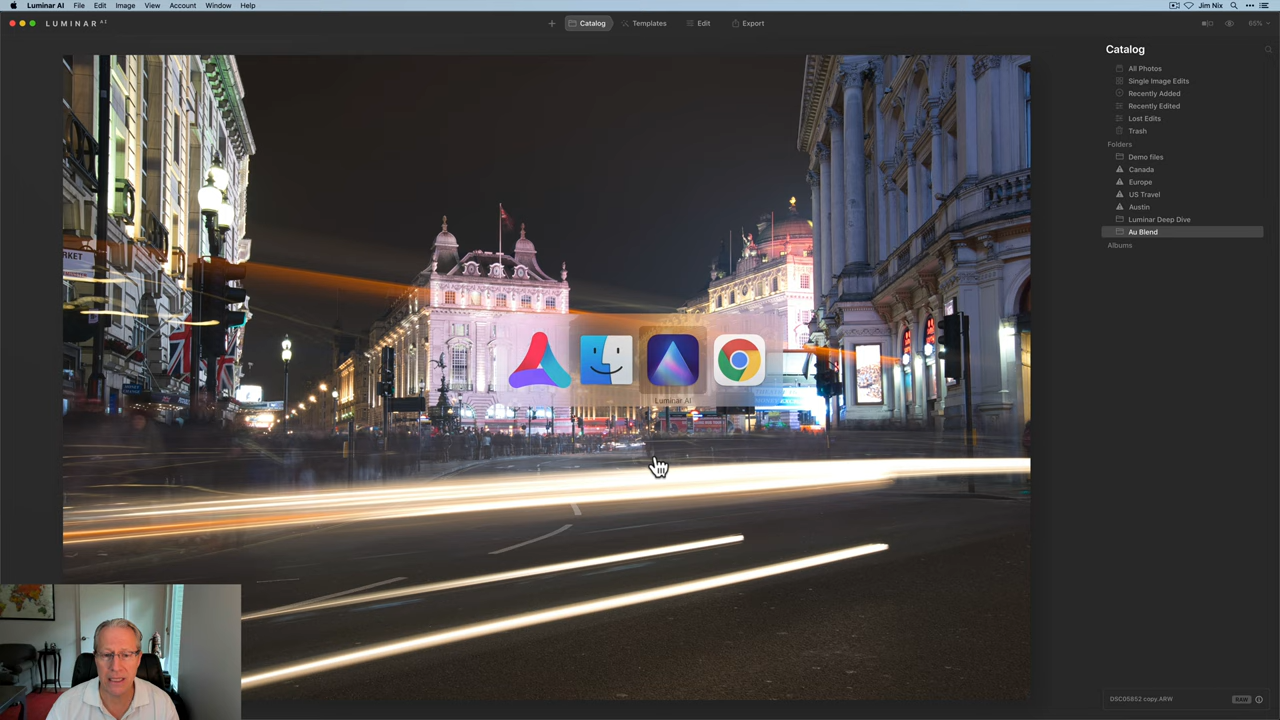 Luminar AI File Edit Image View Account Window Help
Jim Nix
LUMINAR AI
Catalog Templates Edit Export
65%
Catalog
All Photos
Single Image Edits
Recently Added
Recently Edited
Lost Edits
Trash
Folders
Demo files
Canada
Europe
US Travel
Austin
Luminar Deep Dive
Au Blend
Albums
Luminar AI
DSC05852 copy.ARW RAW